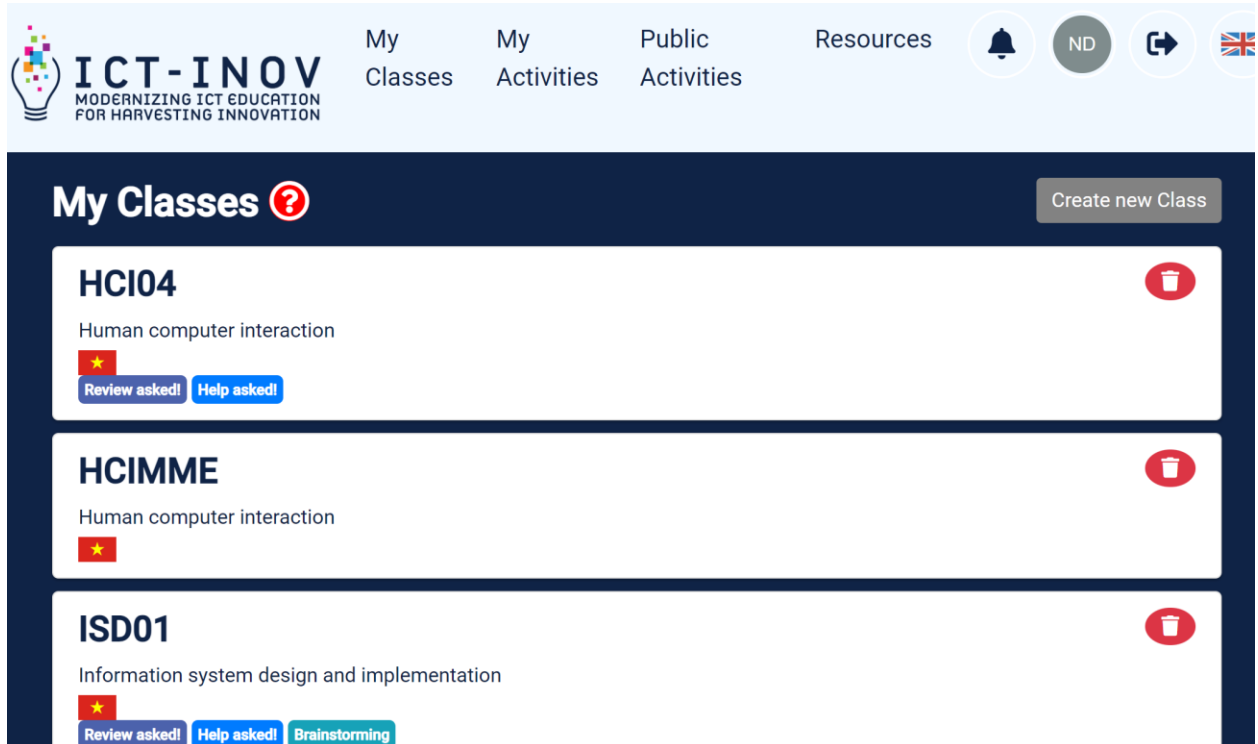 My Classes
My Activities
Public Activities
Resources
ND
ICT-INOV
MODERNIZING ICT EDUCATION
FOR HARVESTING INNOVATION
My Classes ?
Create new Class
HCI04
Human computer interaction
Review asked! Help asked!
HCIMME
Human computer interaction
ISD01
Information system design and implementation
Review asked! Help asked! Brainstorming